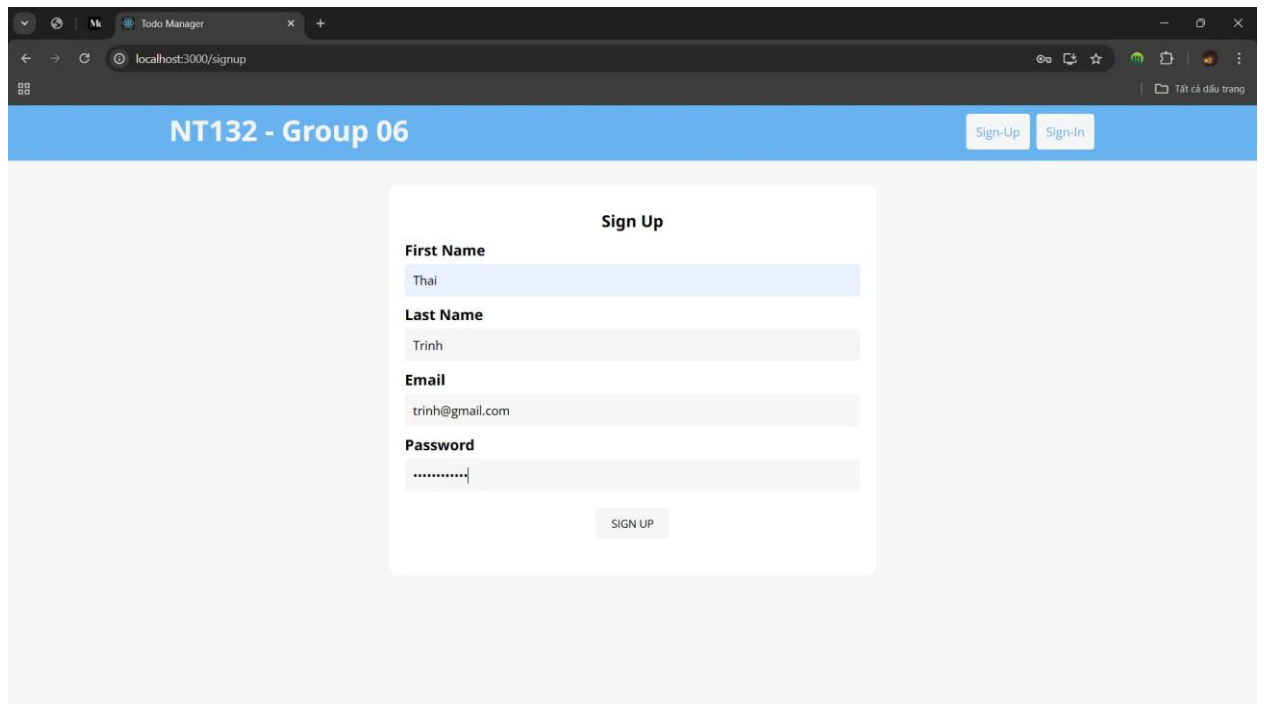 Mk Todo Manager
localhost:3000/signup
Tất cả dấu trang
NT132 - Group 06
Sign-Up Sign-In
Sign Up
First Name
Thai
Last Name
Trinh
Email
trinh@gmail.com
Password
••••••••••••
SIGN UP